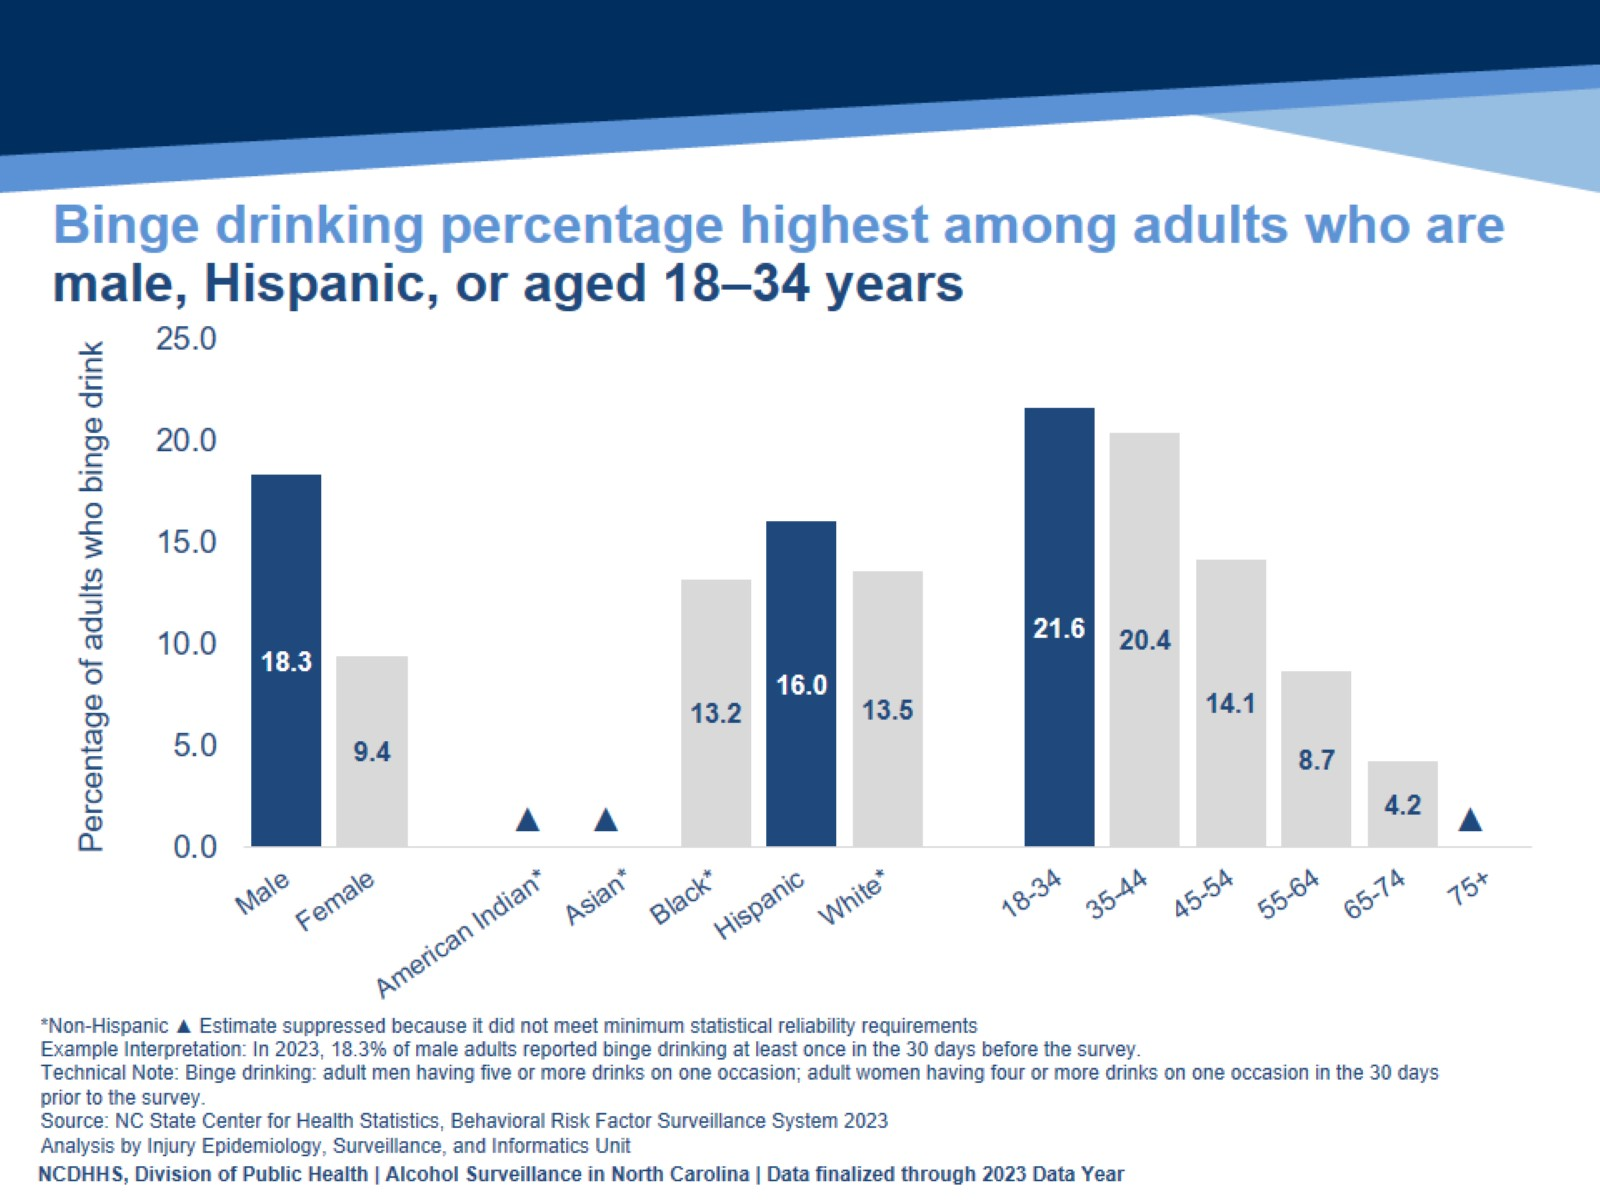 Binge drinking percentage highest among adults who are
male, Hispanic, or aged 18–34 years
Percentage of adults who binge drink
25.0
20.0
15.0
10.0
5.0
0.0
18.3
9.4
▲
▲
13.2
16.0
13.5
21.6
20.4
14.1
8.7
4.2
▲
Male
Female
American Indian*
Asian*
Black*
Hispanic
White*
18-34
35-44
45-54
55-64
65-74
75+
*Non-Hispanic ▲ Estimate suppressed because it did not meet minimum statistical reliability requirements
Example Interpretation: In 2023, 18.3% of male adults reported binge drinking at least once in the 30 days before the survey.
Technical Note: Binge drinking: adult men having five or more drinks on one occasion; adult women having four or more drinks on one occasion in the 30 days
prior to the survey.
Source: NC State Center for Health Statistics, Behavioral Risk Factor Surveillance System 2023
Analysis by Injury Epidemiology, Surveillance, and Informatics Unit
NCDHHS, Division of Public Health | Alcohol Surveillance in North Carolina | Data finalized through 2023 Data Year